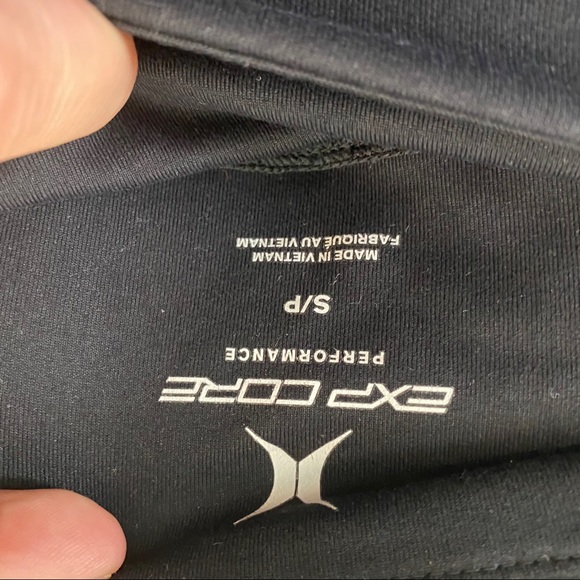 EXP CORE
PERFORMANCE
S/P
MADE IN VIETNAM
FABRIQUÉ AU VIETNAM